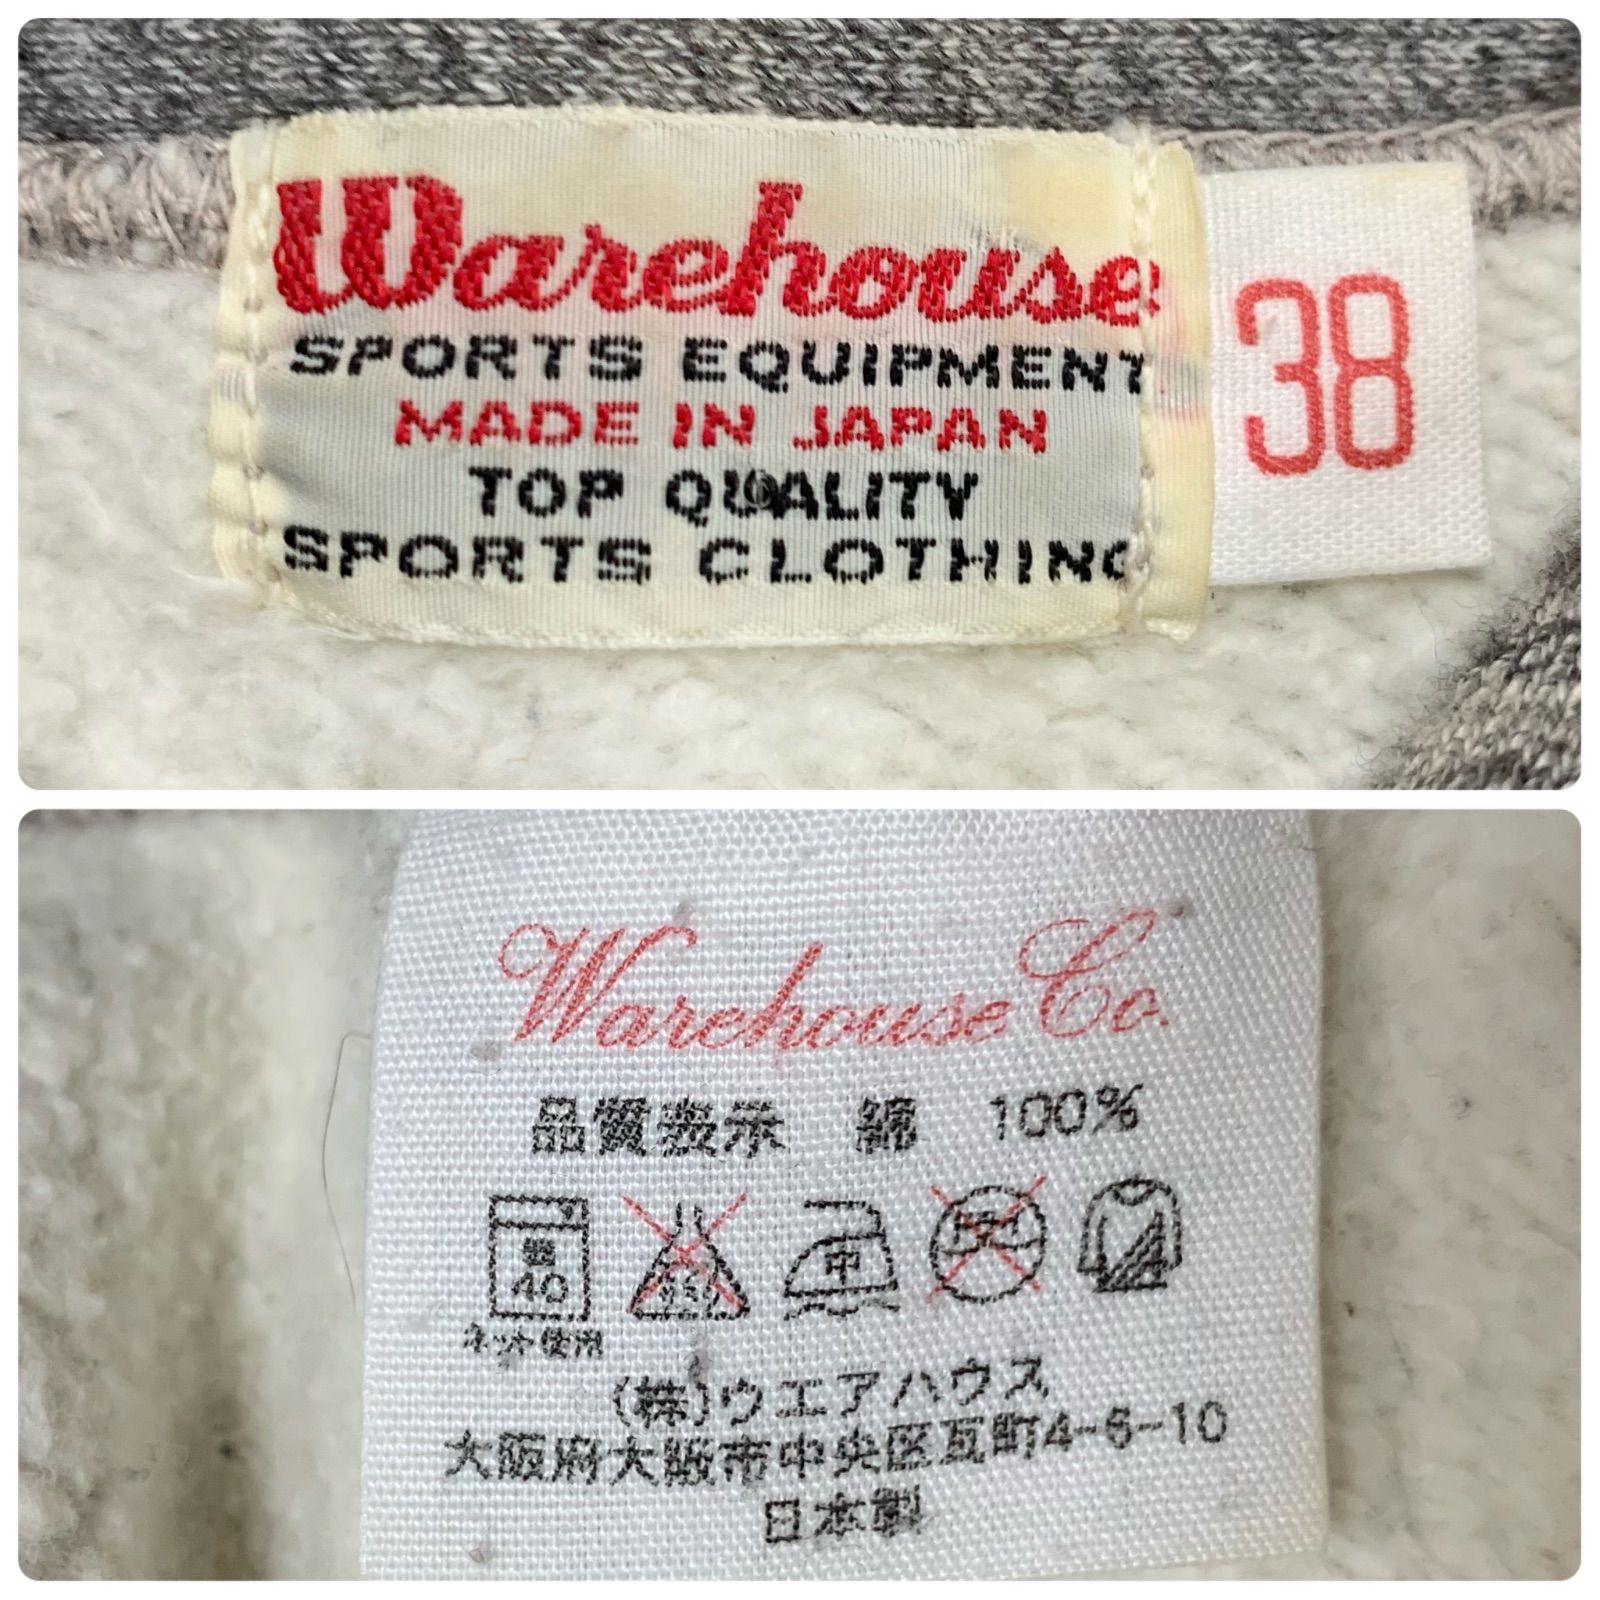 Warehouse
SPORTS EQUIPMENT
MADE IN JAPAN
TOP QUALITY
SPORTS CLOTHING
38
Warehouse Co.
品質表示 綿 100%
40
中
ネット使用
(株)ウエアハウス
大阪府大阪市中央区瓦町4-6-10
日本製